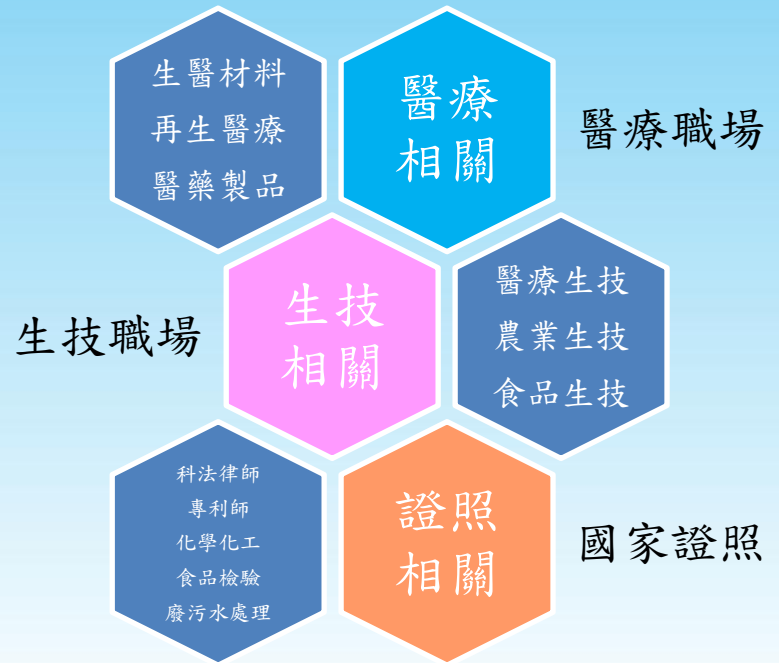 生醫材料
再生醫療
醫藥製品
醫療
相關
醫療職場
生技職場
生技
相關
醫療生技
農業生技
食品生技
科法律師
專利師
化學化工
食品檢驗
廢污水處理
證照
相關
國家證照